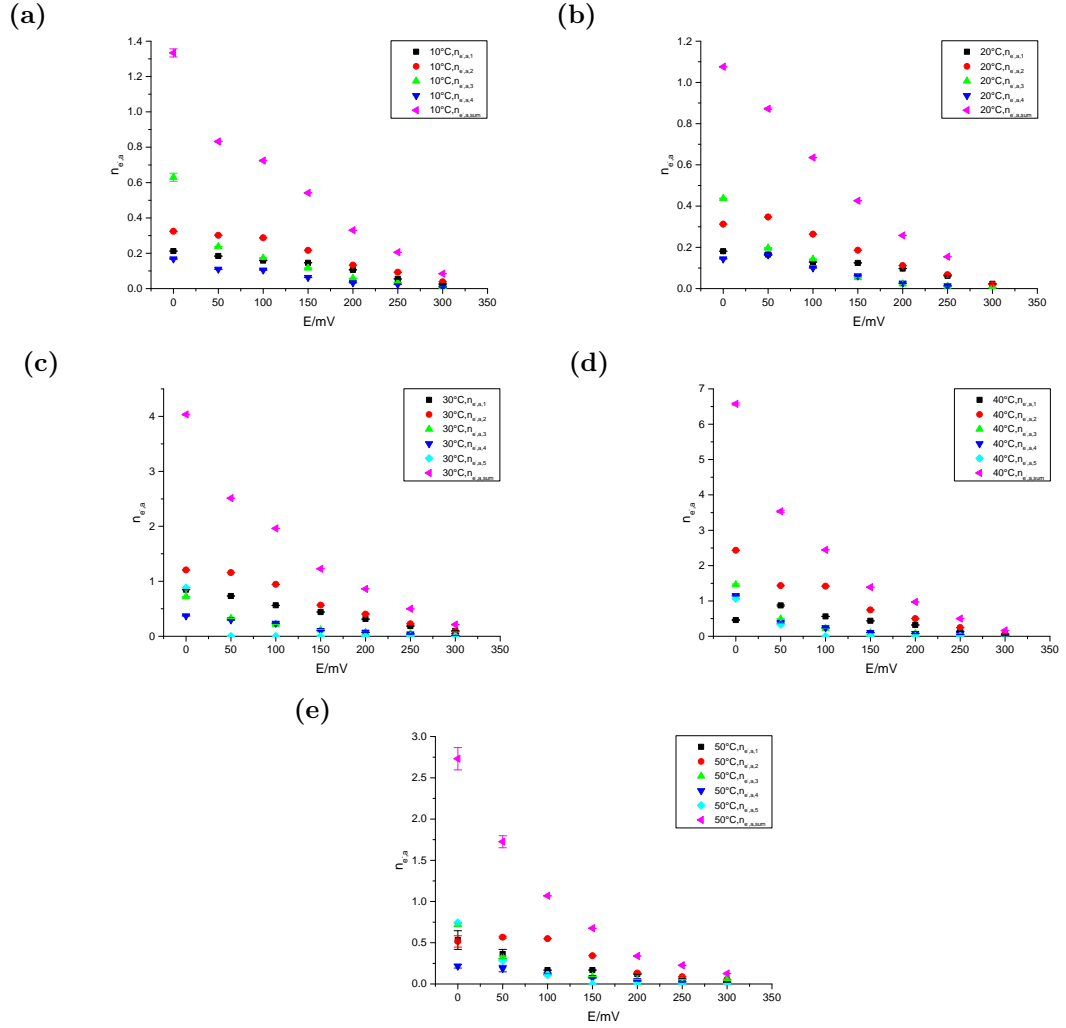 (a)
1.4
1.2
1.0
0.8
0.6
0.4
0.2
0.0
n_e⁻,a
0 50 100 150 200 250 300 350
E/mV
10°C,n_e⁻,a,1
10°C,n_e⁻,a,2
10°C,n_e⁻,a,3
10°C,n_e⁻,a,4
10°C,n_e⁻,a,sum
(b)
1.2
1.0
0.8
0.6
0.4
0.2
0.0
n_e⁻,a
0 50 100 150 200 250 300 350
E/mV
20°C,n_e⁻,a,1
20°C,n_e⁻,a,2
20°C,n_e⁻,a,3
20°C,n_e⁻,a,4
20°C,n_e⁻,a,sum
(c)
4
3
2
1
0
n_e⁻,a
0 50 100 150 200 250 300 350
E/mV
30°C,n_e⁻,a,1
30°C,n_e⁻,a,2
30°C,n_e⁻,a,3
30°C,n_e⁻,a,4
30°C,n_e⁻,a,5
30°C,n_e⁻,a,sum
(d)
7
6
5
4
3
2
1
0
n_e⁻,a
0 50 100 150 200 250 300 350
E/mV
40°C,n_e⁻,a,1
40°C,n_e⁻,a,2
40°C,n_e⁻,a,3
40°C,n_e⁻,a,4
40°C,n_e⁻,a,5
40°C,n_e⁻,a,sum
(e)
3.0
2.5
2.0
1.5
1.0
0.5
0.0
n_e⁻,a
0 50 100 150 200 250 300 350
E/mV
50°C,n_e⁻,a,1
50°C,n_e⁻,a,2
50°C,n_e⁻,a,3
50°C,n_e⁻,a,4
50°C,n_e⁻,a,5
50°C,n_e⁻,a,sum